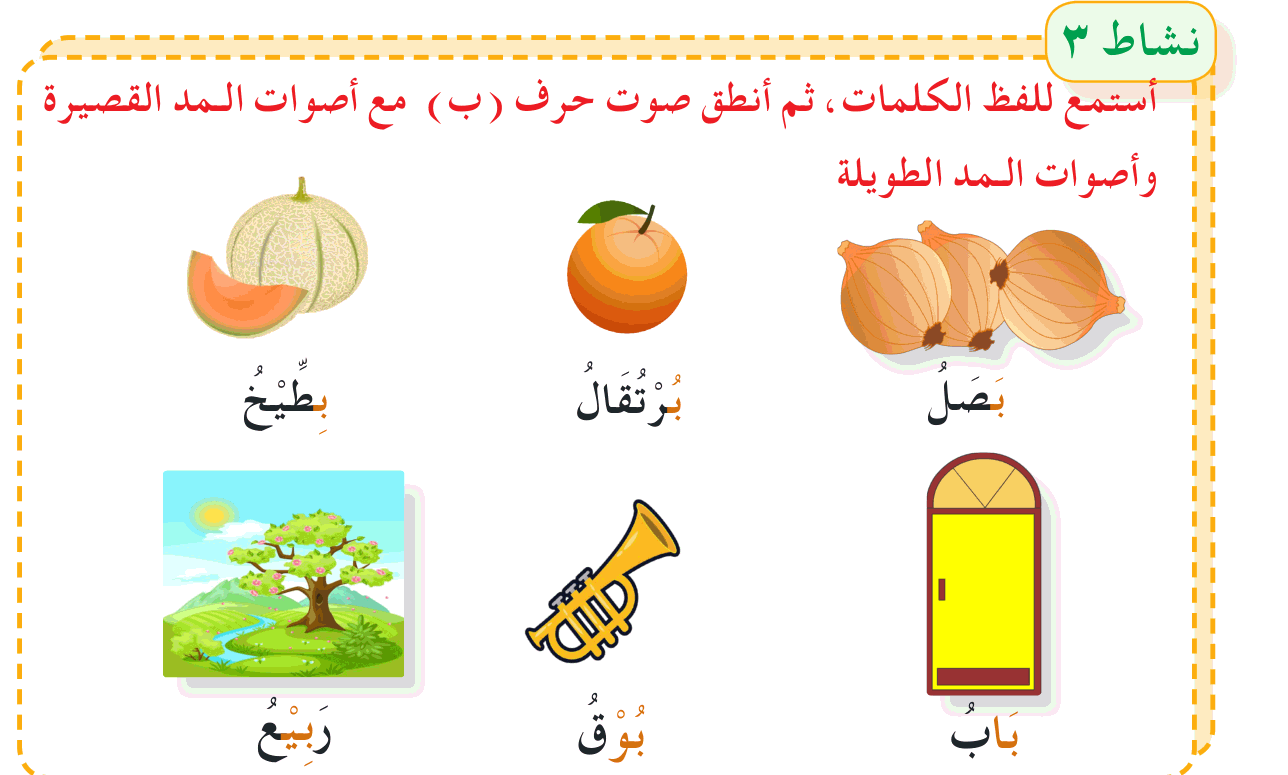 نشاط ٣
أستمع للفظ الكلمات، ثم أنطق صوت حرف (ب) مع أصوات المد القصيرة
وأصوات المد الطويلة
بَصَلُ
بُرْتُقَالُ
بِطِّيْخُ
بَابُ
بُوْقُ
رَبِيْعُ